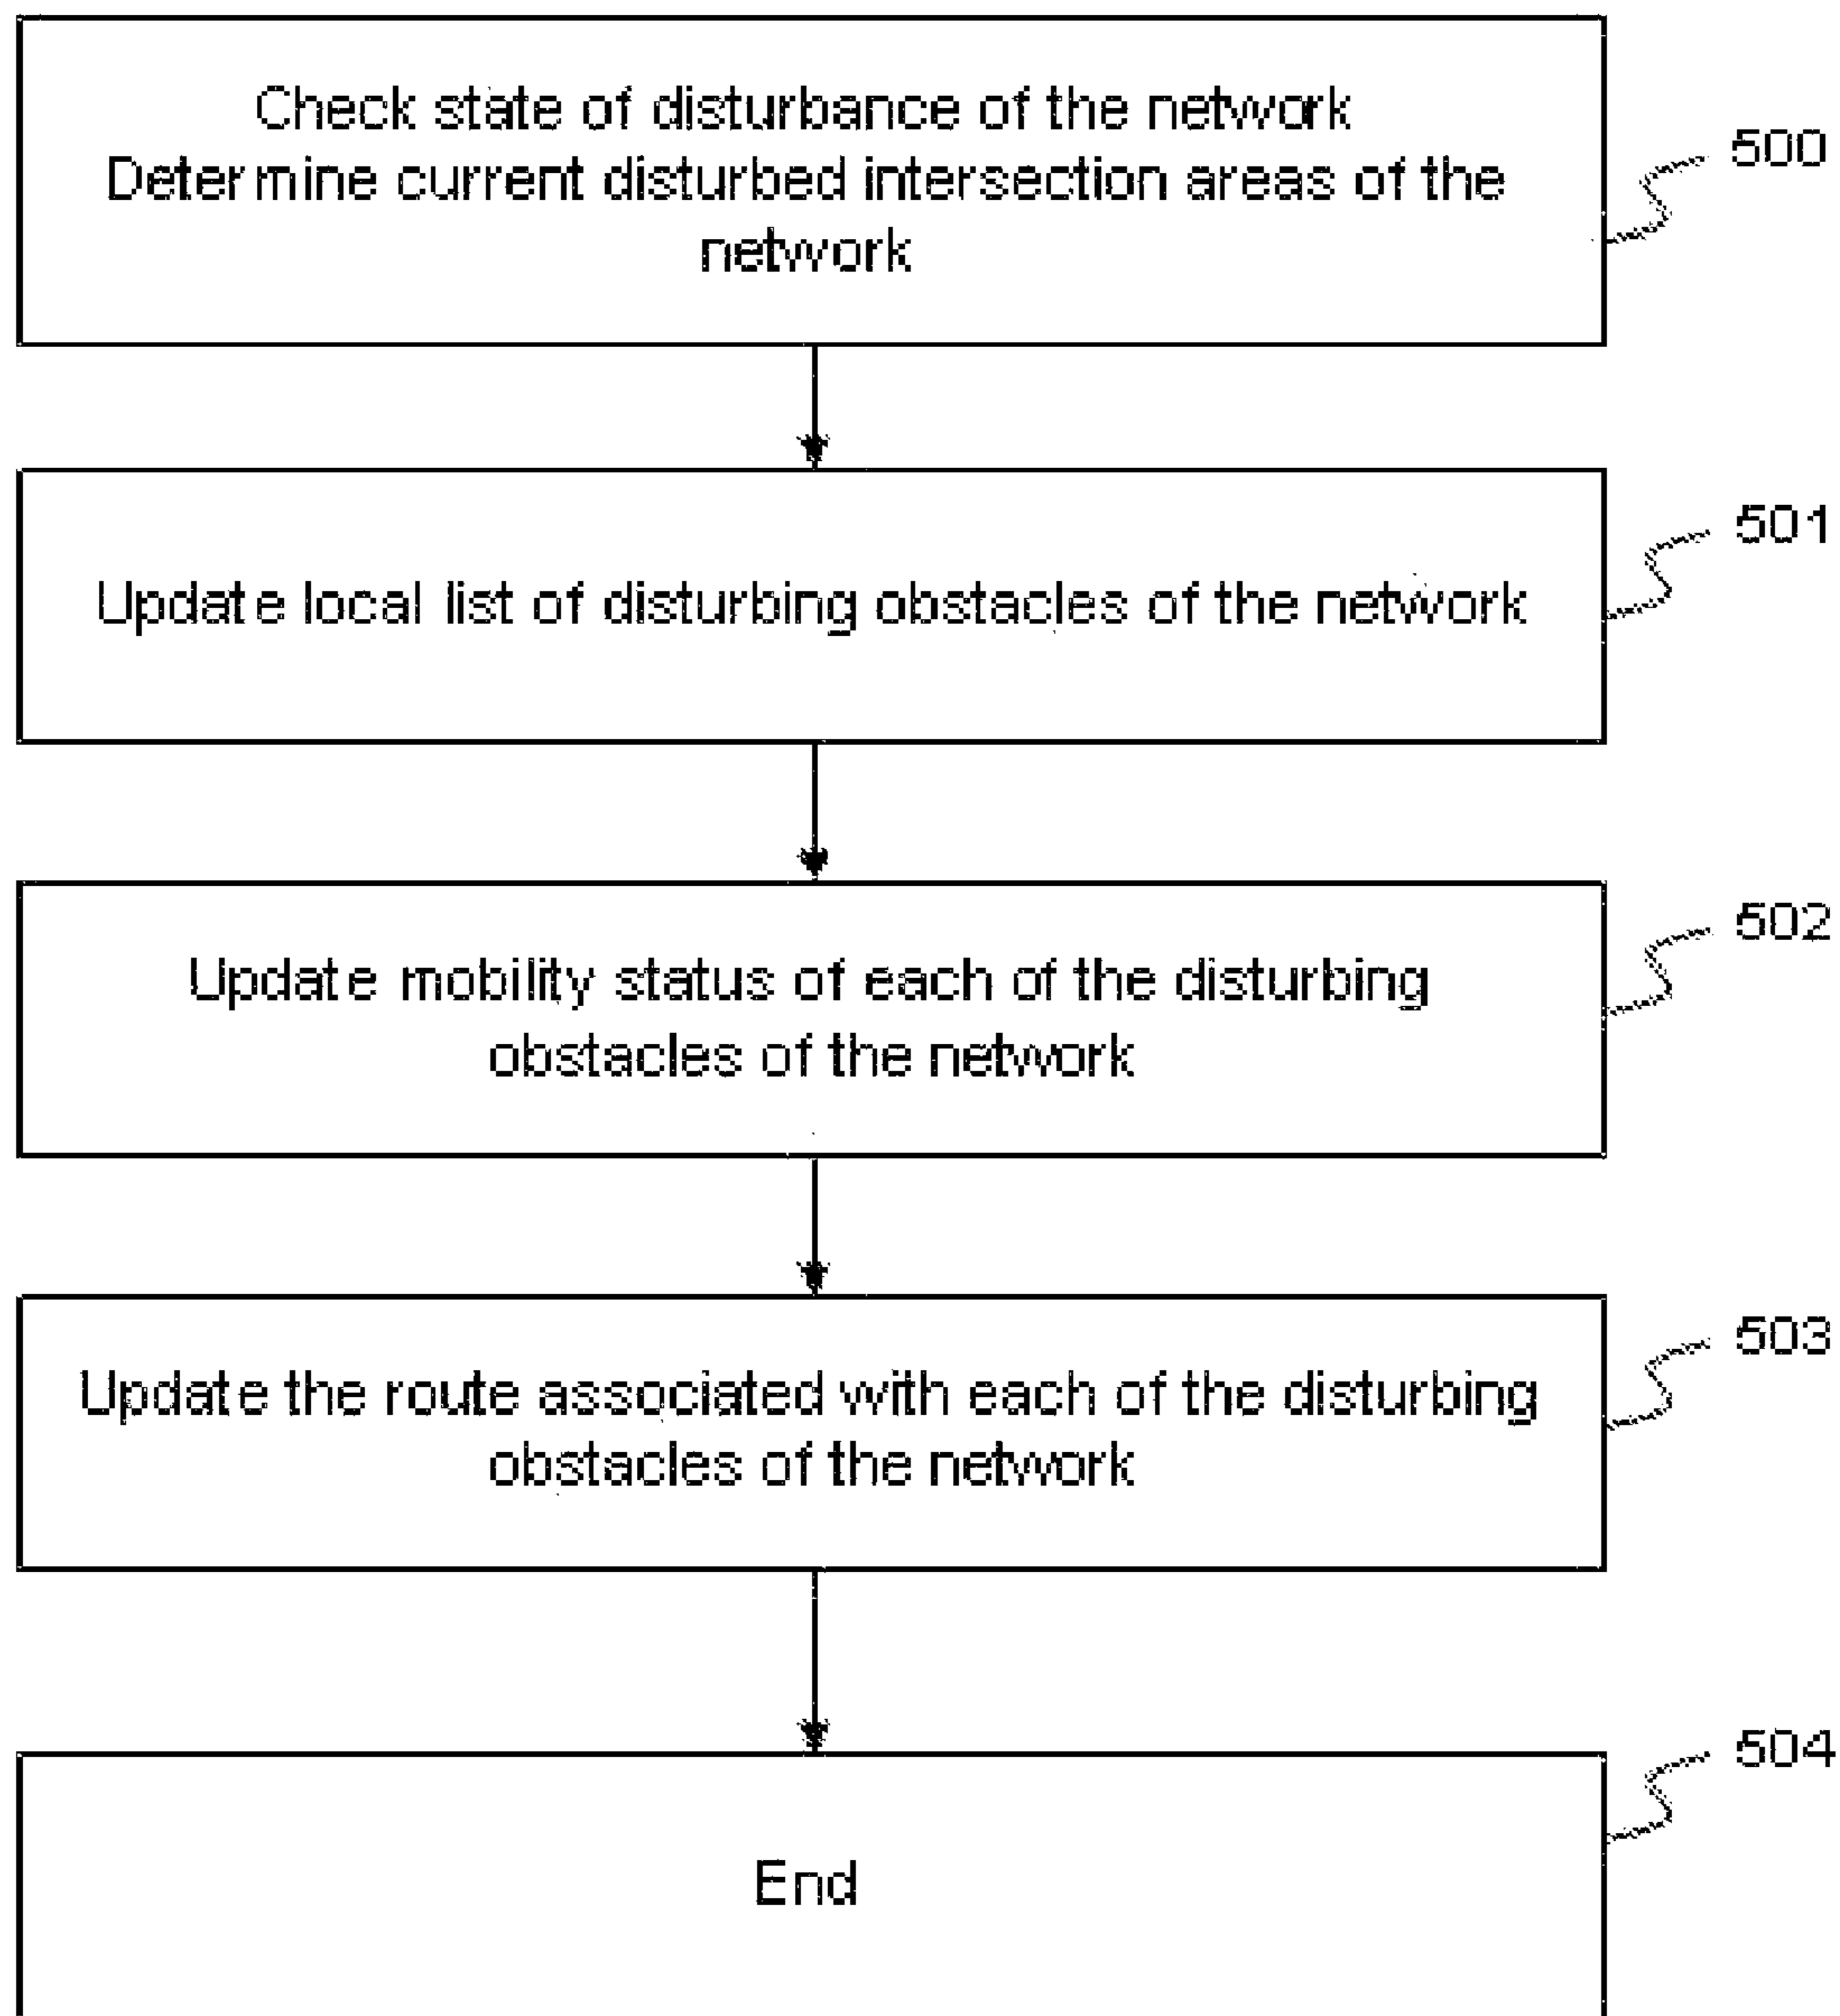 Check state of disturbance of the network
Determine current disturbed intersection areas of the
network
500
Update local list of disturbing obstacles of the network
501
Update mobility status of each of the disturbing
obstacles of the network
502
Update the route associated with each of the disturbing
obstacles of the network
503
End
504